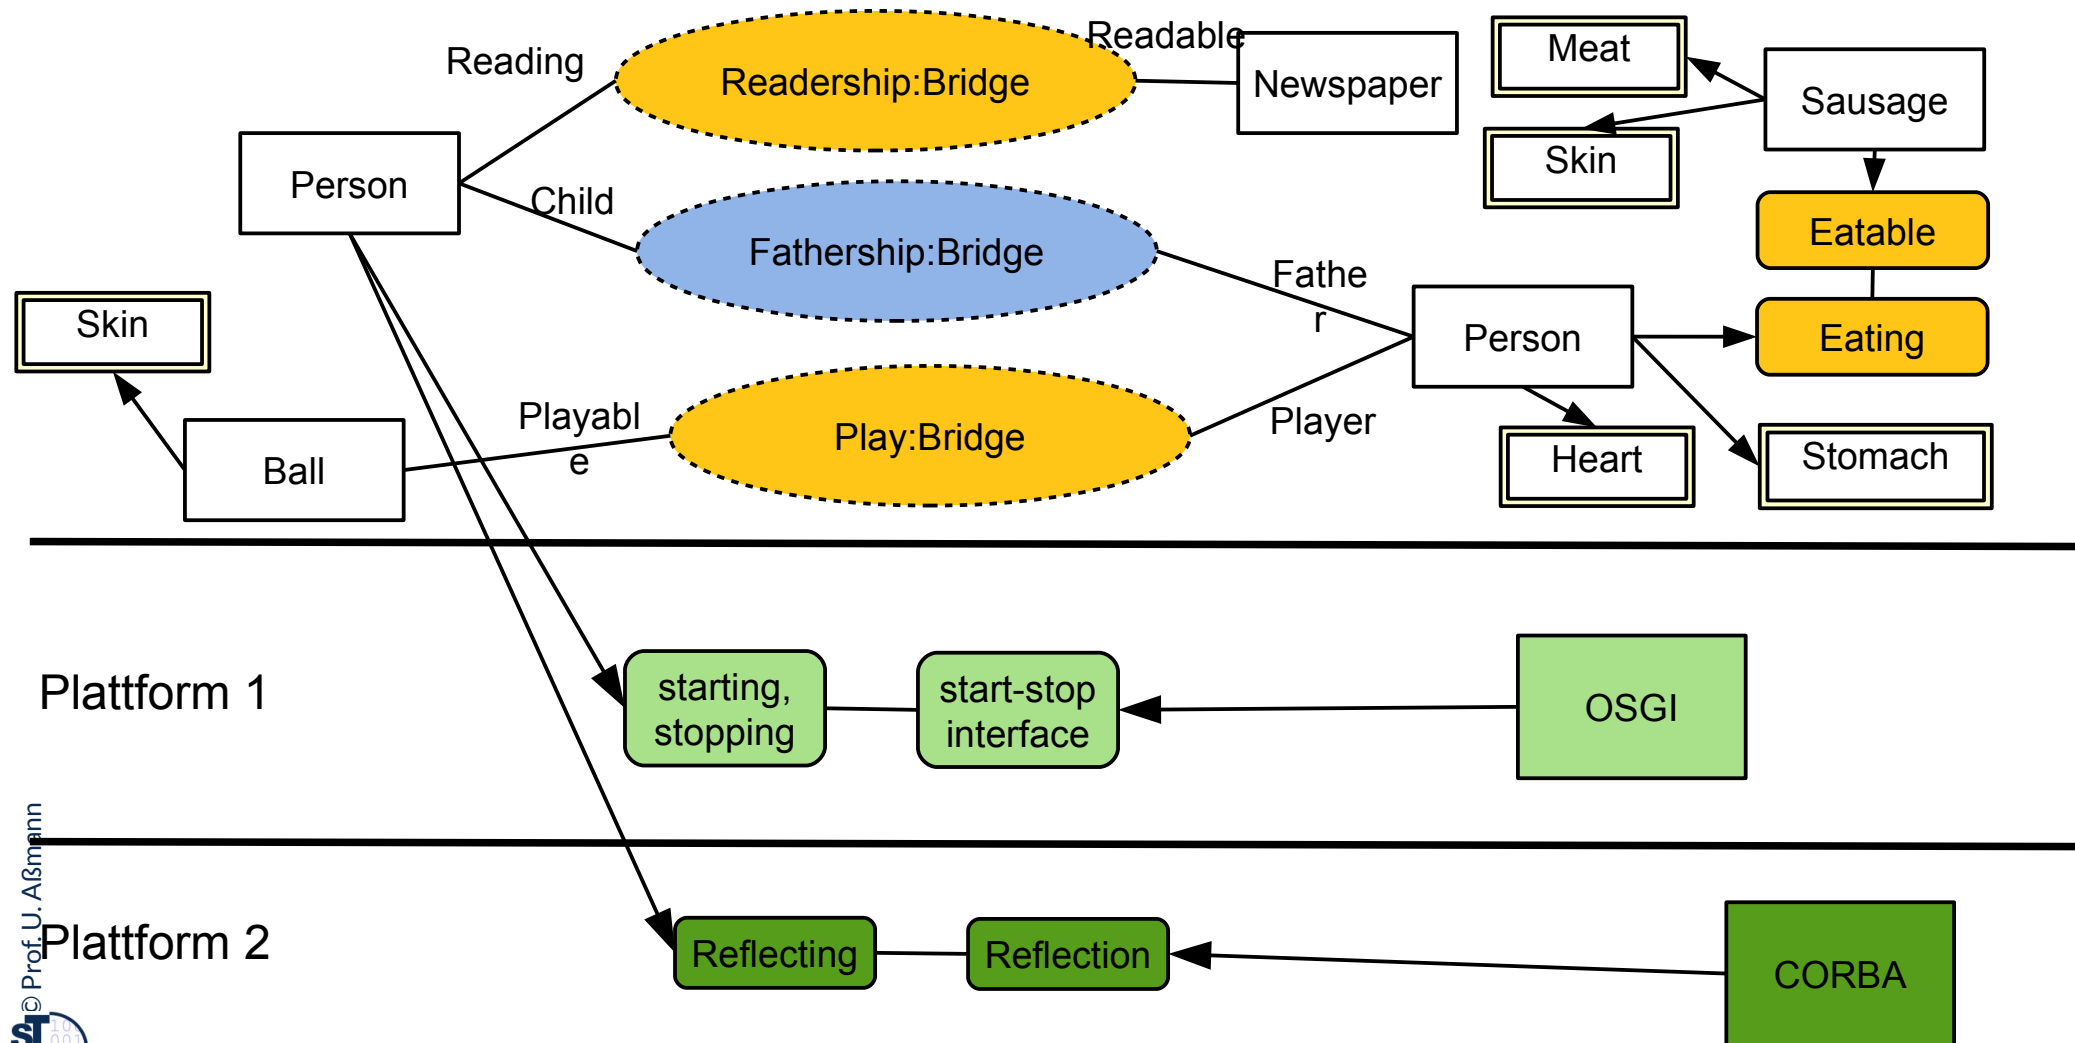 Reading
Readable
Readership:Bridge
Newspaper
Meat
Sausage
Skin
Person
Child
Fathership:Bridge
Eatable
Fathe
r
Skin
Person
Eating
Playabl
e
Play:Bridge
Player
Ball
Heart
Stomach
Plattform 1
starting,
stopping
start-stop
interface
OSGI
Plattform 2
Reflecting
Reflection
CORBA
© Prof. U. Aßmann
ST